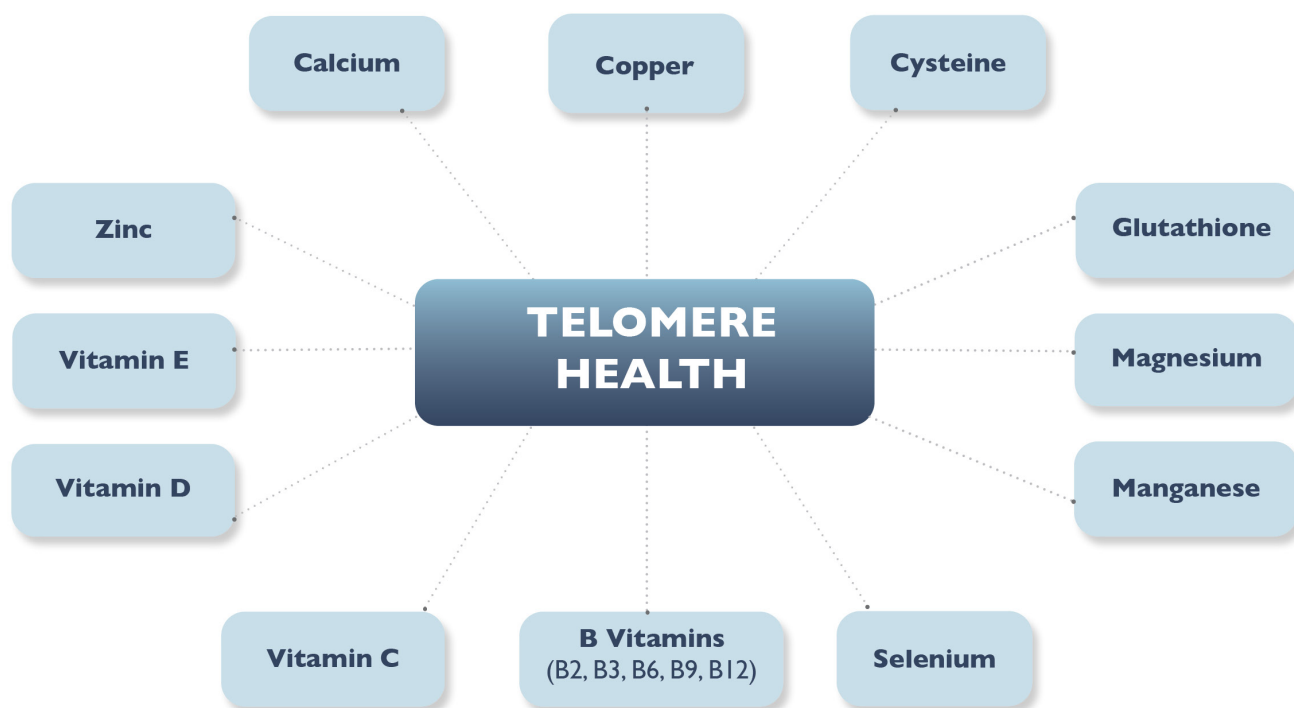 Calcium
Copper
Cysteine
Zinc
Glutathione
TELOMERE
HEALTH
Vitamin E
Magnesium
Vitamin D
Manganese
Vitamin C
B Vitamins
(B2, B3, B6, B9, B12)
Selenium